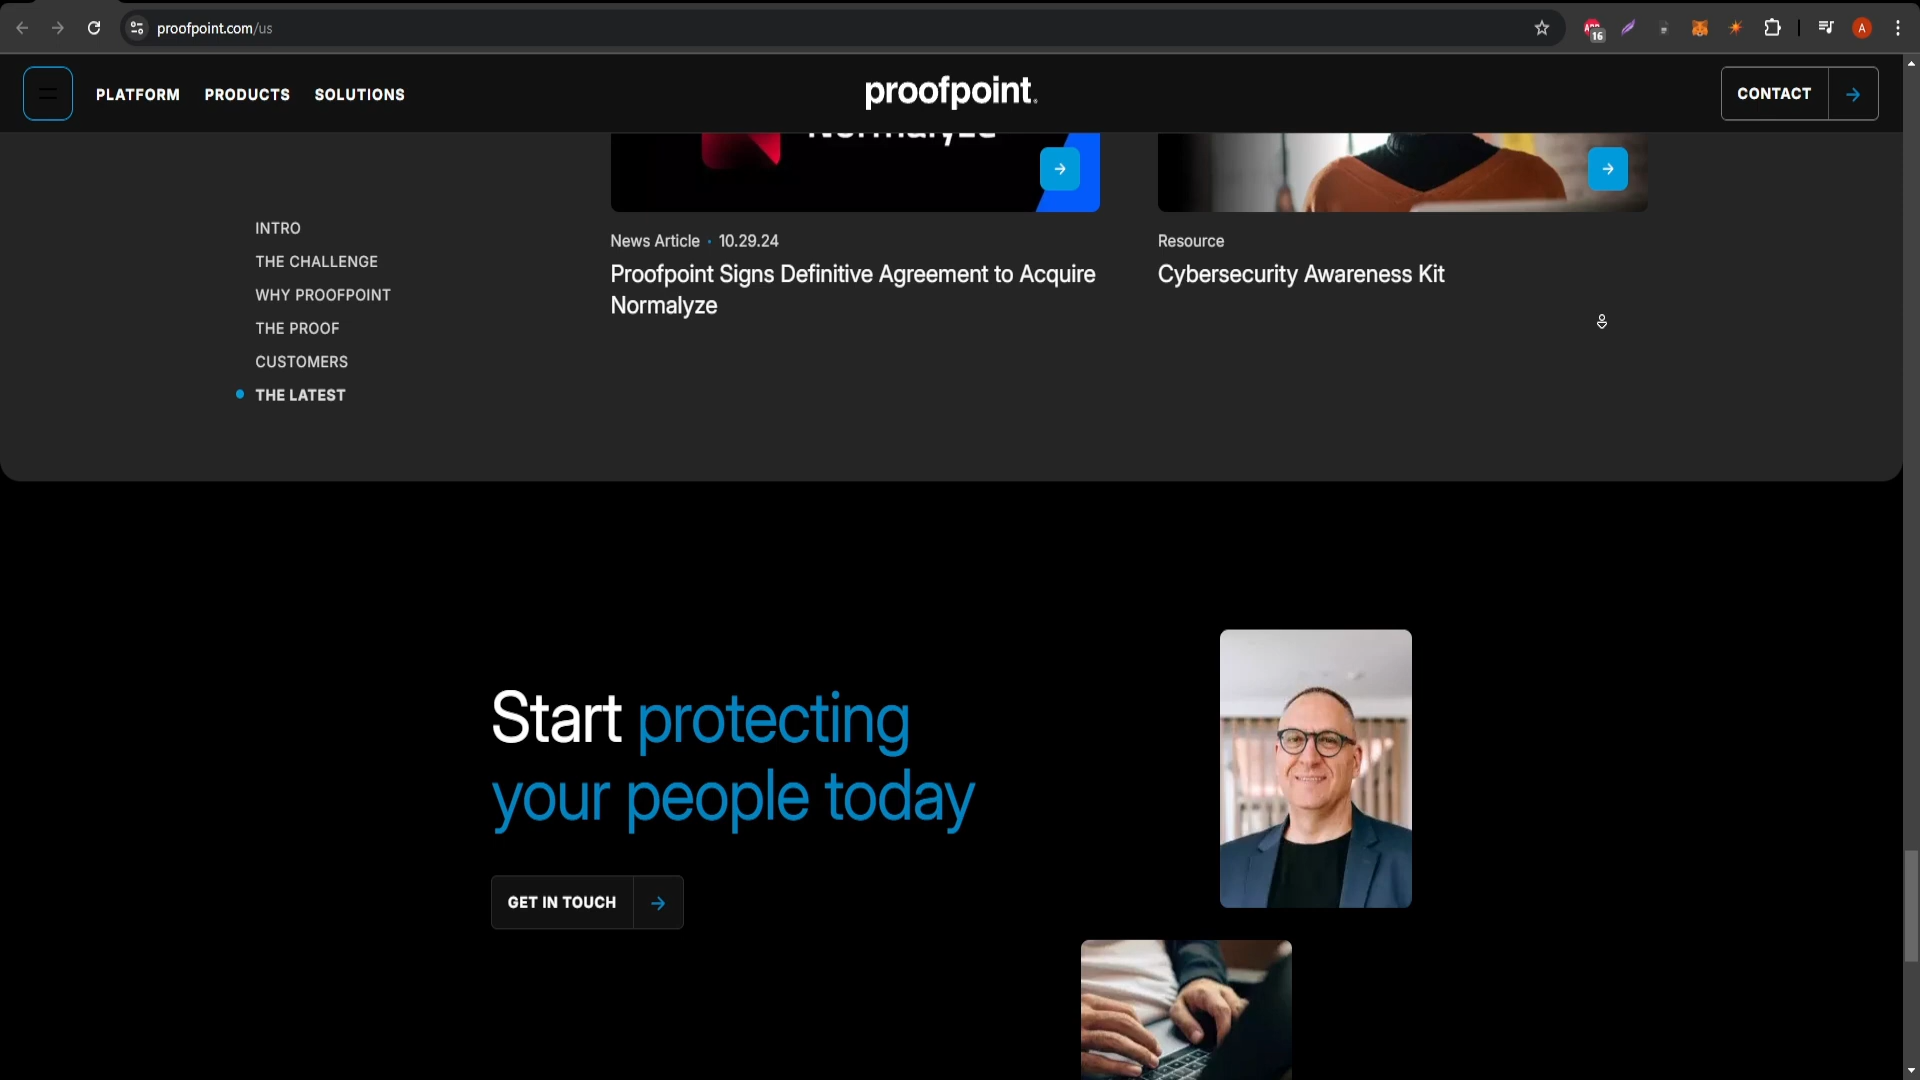 proofpoint.com/us
16
A
PLATFORM PRODUCTS SOLUTIONS
proofpoint.
CONTACT
Normalyze
INTRO
THE CHALLENGE
WHY PROOFPOINT
THE PROOF
CUSTOMERS
THE LATEST
News Article · 10.29.24
Proofpoint Signs Definitive Agreement to Acquire
Normalyze
Resource
Cybersecurity Awareness Kit
Start protecting
your people today
GET IN TOUCH